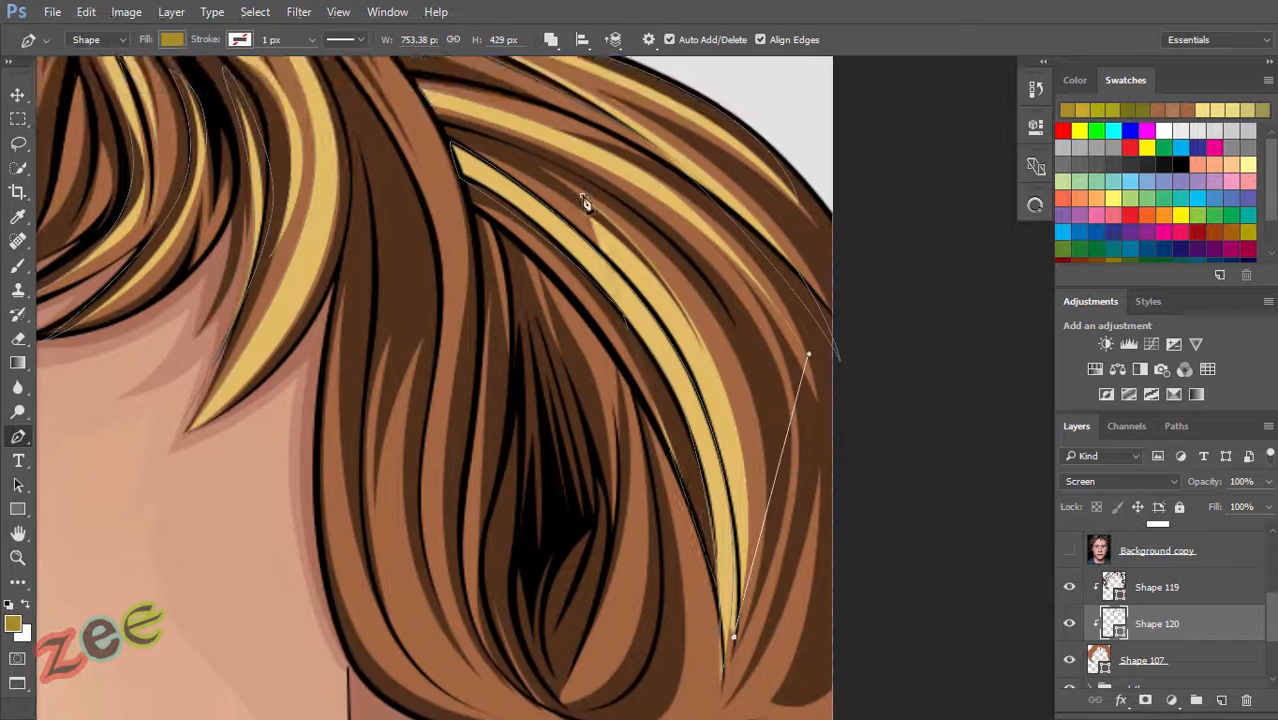 Ps File Edit Image Layer Type Select Filter 3D View Window Help
Shape Fill: Stroke: 1 px W: 753.38 p: H: 429 px Auto Add/Delete Align Edges Essentials
Color Swatches
Adjustments Styles
Add an adjustment
Layers Channels Paths
Kind
Screen Opacity: 100%
Lock: Fill: 100%
Background copy
Shape 119
Shape 120
Shape 107
zee
fx